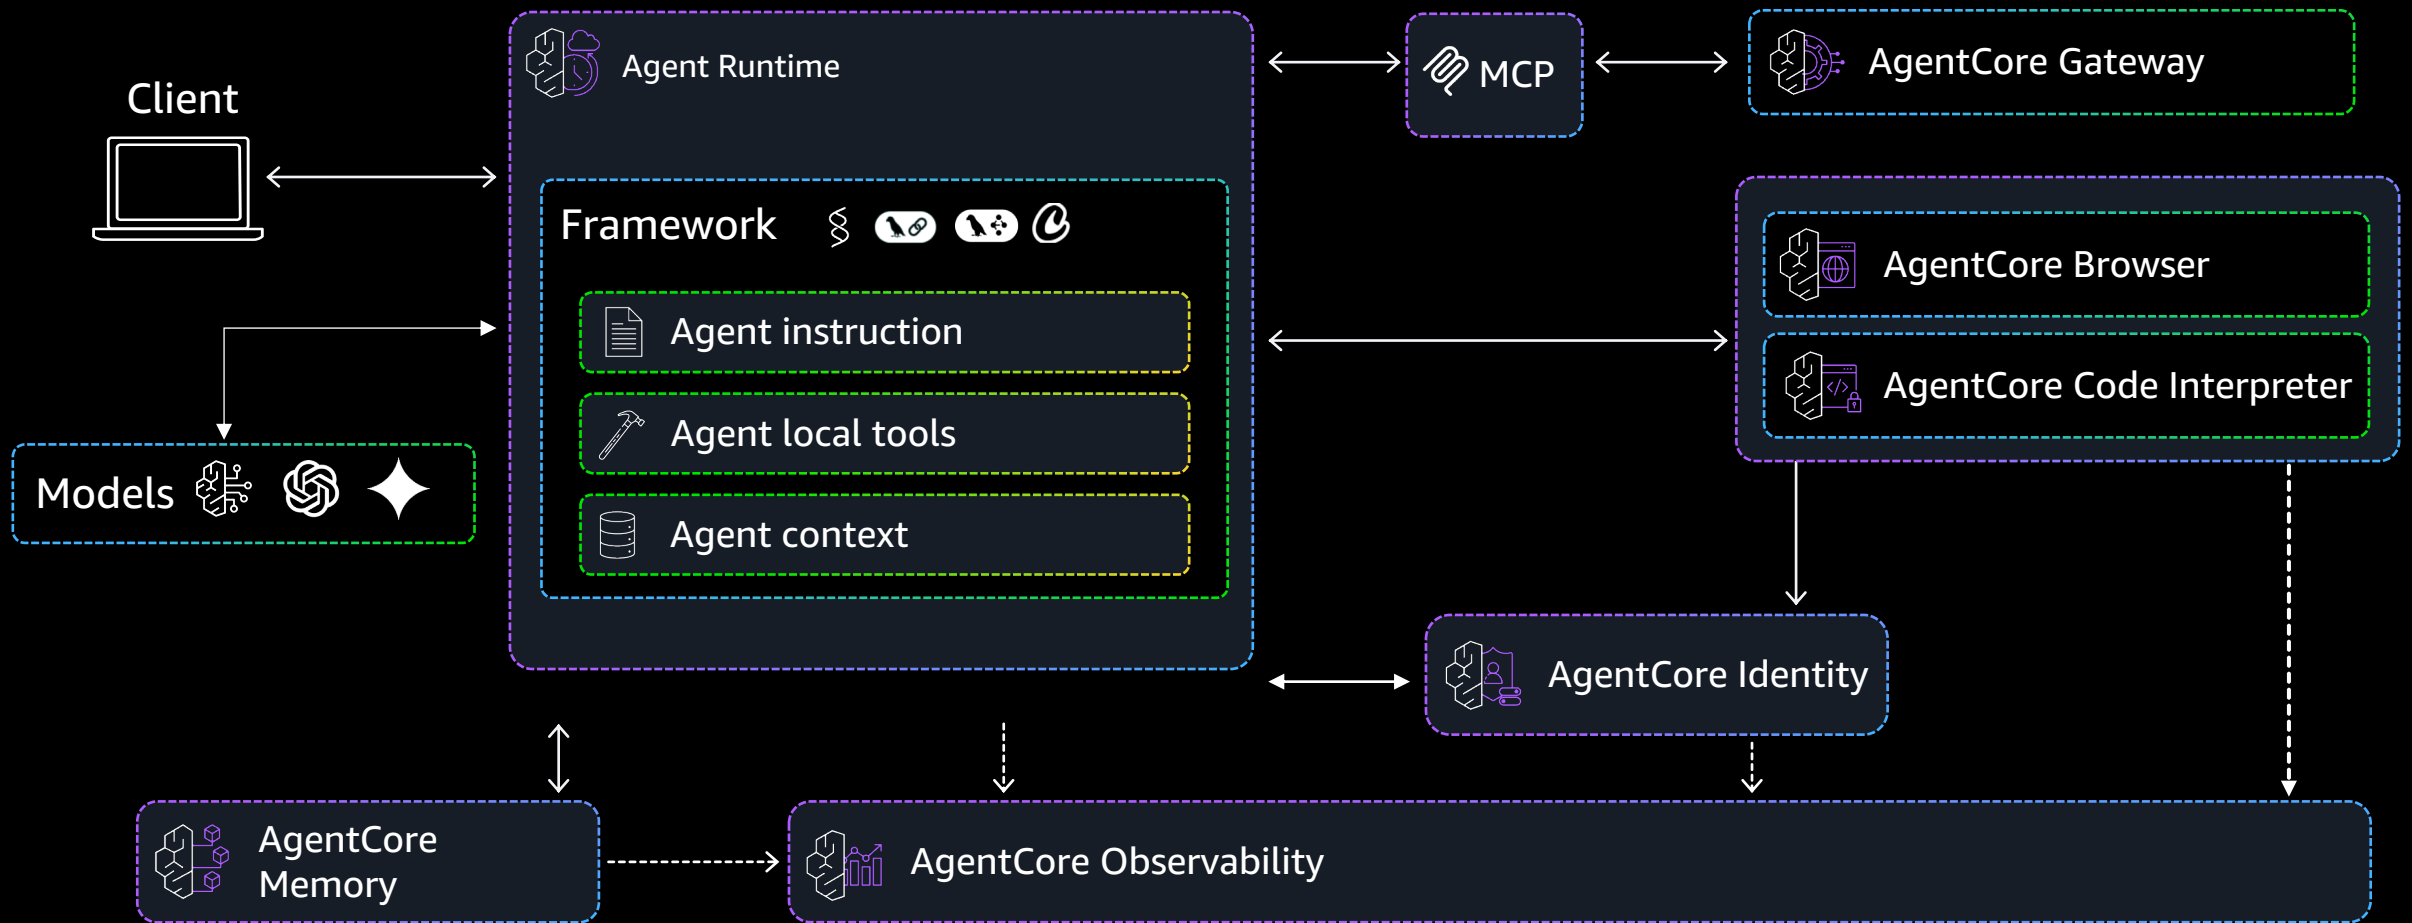 Client
Agent Runtime
MCP
AgentCore Gateway
Framework
Agent instruction
Agent local tools
Agent context
Models
AgentCore Browser
AgentCore Code Interpreter
AgentCore Identity
AgentCore
Memory
AgentCore Observability